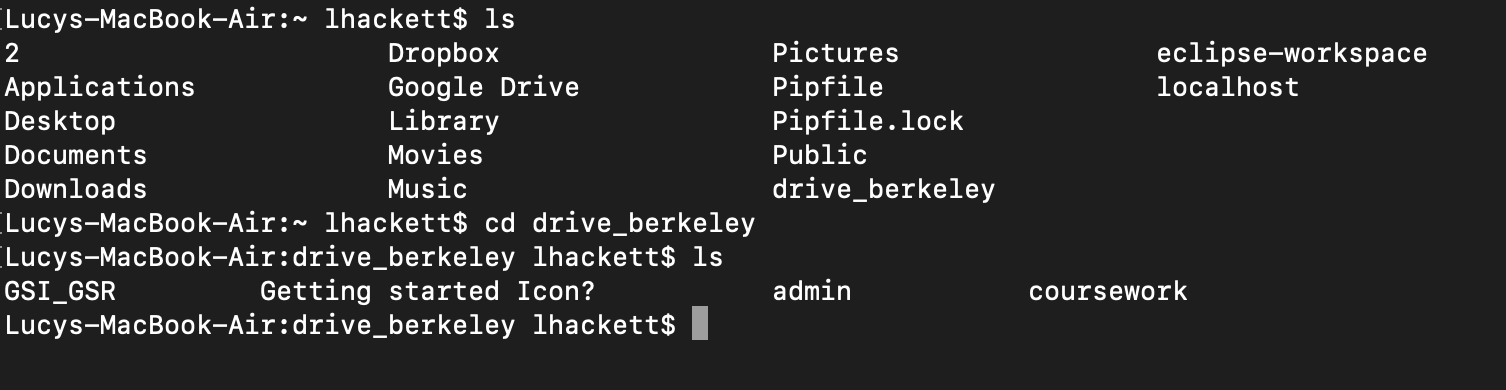 Lucys-MacBook-Air:~ lhackett$ ls
2 Dropbox Pictures eclipse-workspace
Applications Google Drive Pipfile localhost
Desktop Library Pipfile.lock
Documents Movies Public
Downloads Music drive_berkeley
Lucys-MacBook-Air:~ lhackett$ cd drive_berkeley
Lucys-MacBook-Air:drive_berkeley lhackett$ ls
GSI_GSR Getting started Icon? admin coursework
Lucys-MacBook-Air:drive_berkeley lhackett$